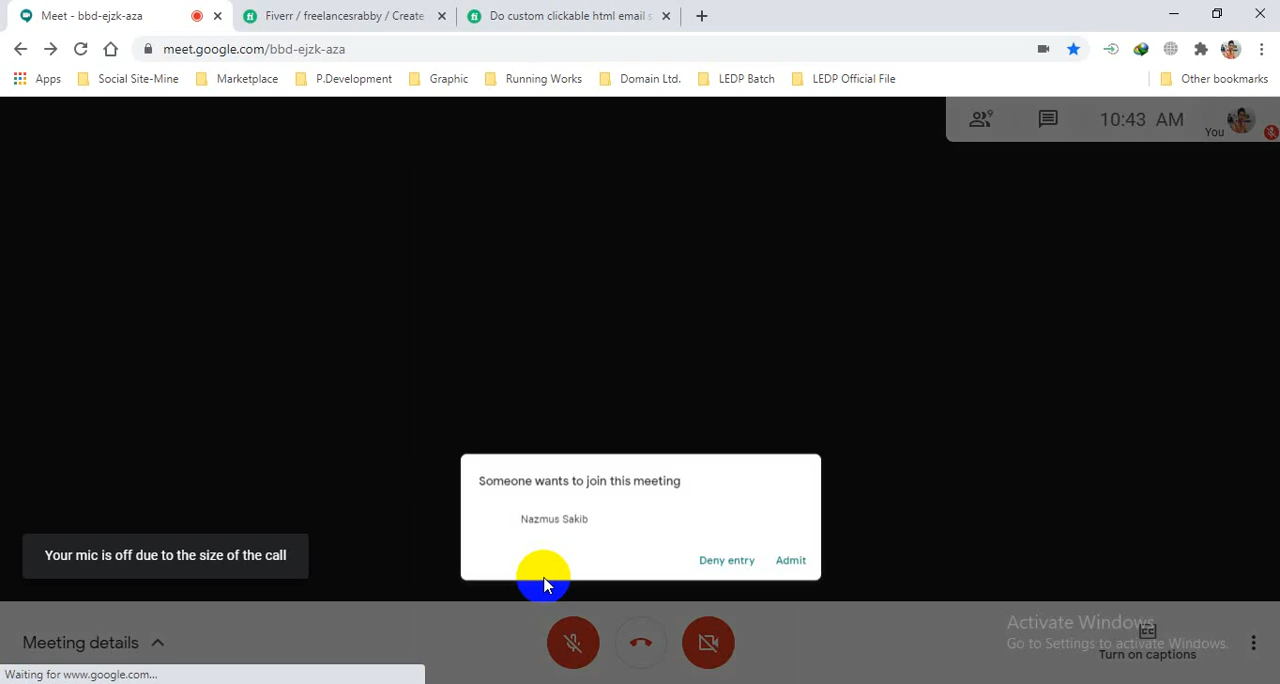 Meet - bbd-ejzk-aza
Fiverr / freelancesrabby / Create
Do custom clickable html email s
meet.google.com/bbd-ejzk-aza
Apps
Social Site-Mine
Marketplace
P.Development
Graphic
Running Works
Domain Ltd.
LEDP Batch
LEDP Official File
Other bookmarks
9
10:43 AM
You
Someone wants to join this meeting
Nazmus Sakib
Deny entry
Admit
Your mic is off due to the size of the call
Meeting details
Activate Windows
Go to Settings to activate Windows.
CC
Turn on captions
Waiting for www.google.com...